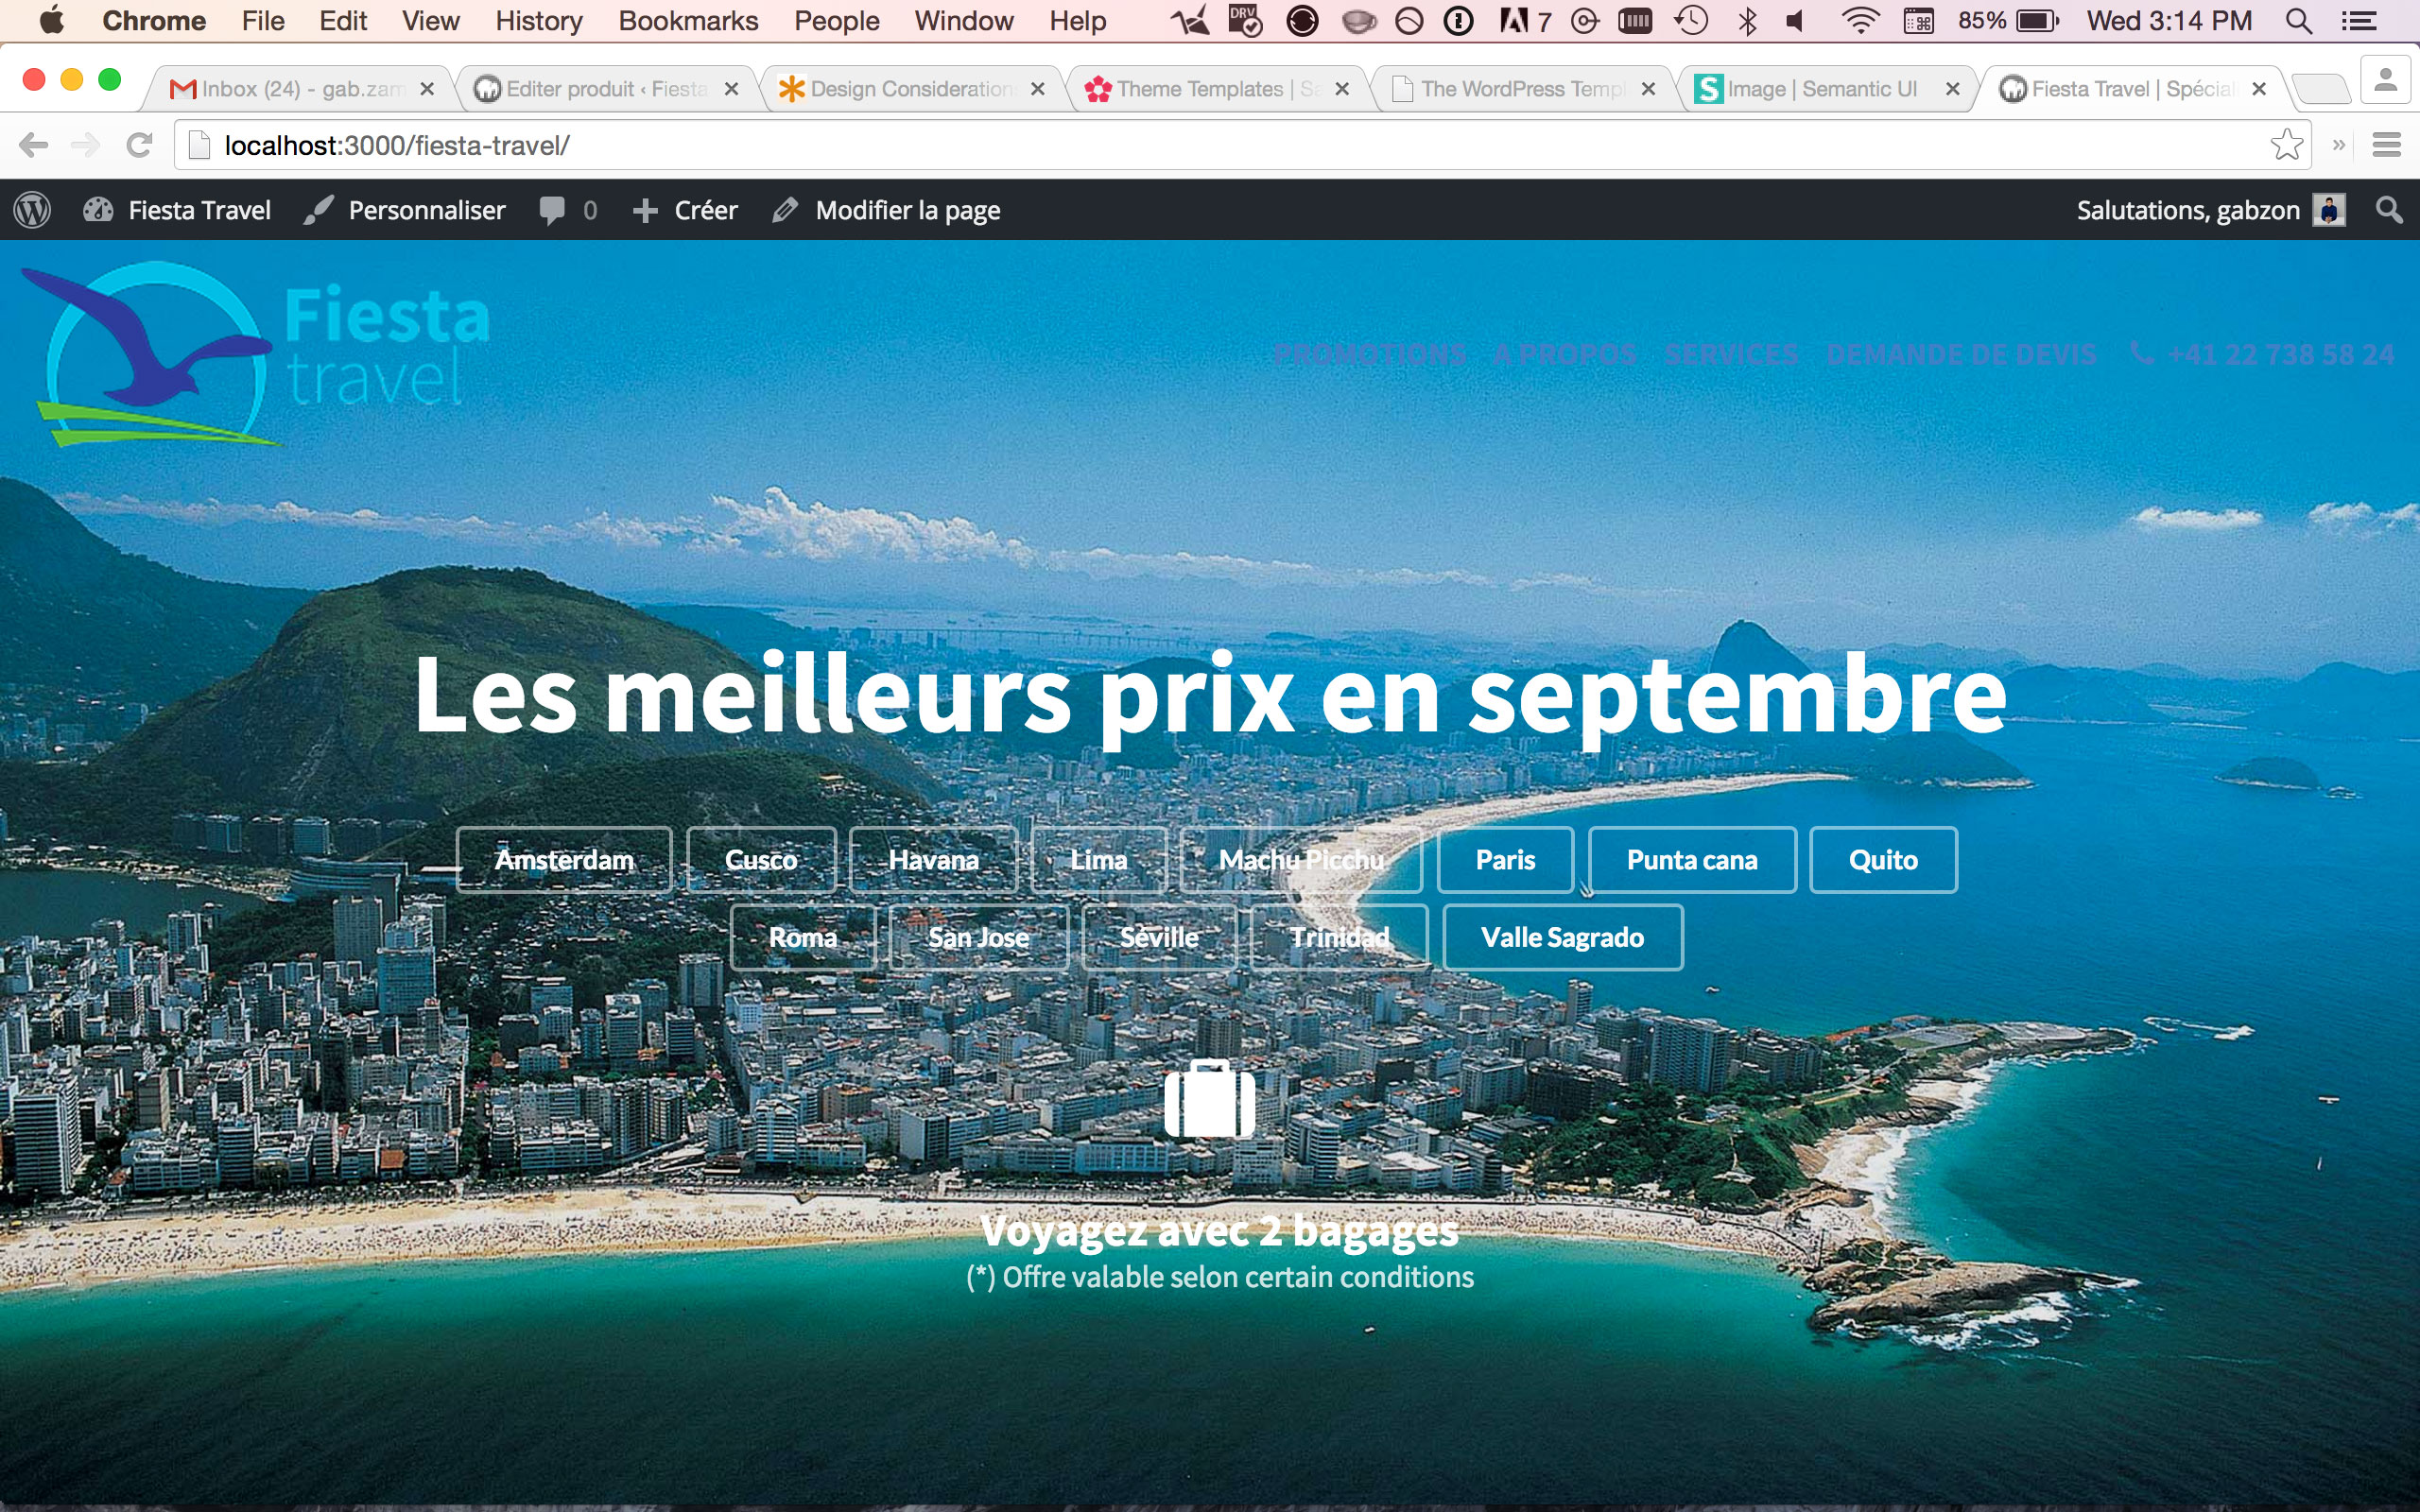 Chrome File Edit View History Bookmarks People Window Help DRV 7 85% Wed 3:14 PM
Inbox (24) - gab.zam Editer produit ‹ Fiesta Design Consideration Theme Templates | S The WordPress Temp Image | Semantic UI Fiesta Travel | Spécial
localhost:3000/fiesta-travel/
Fiesta Travel Personnaliser 0 Créer Modifier la page Salutations, gabzon
Fiesta
travel
PROMOTIONS A PROPOS SERVICES DEMANDE DE DEVIS +41 22 738 58 24
Les meilleurs prix en septembre
Amsterdam Cusco Havana Lima Machu Picchu Paris Punta cana Quito
Roma San Jose Séville Trinidad Valle Sagrado
Voyagez avec 2 bagages
(*) Offre valable selon certain conditions